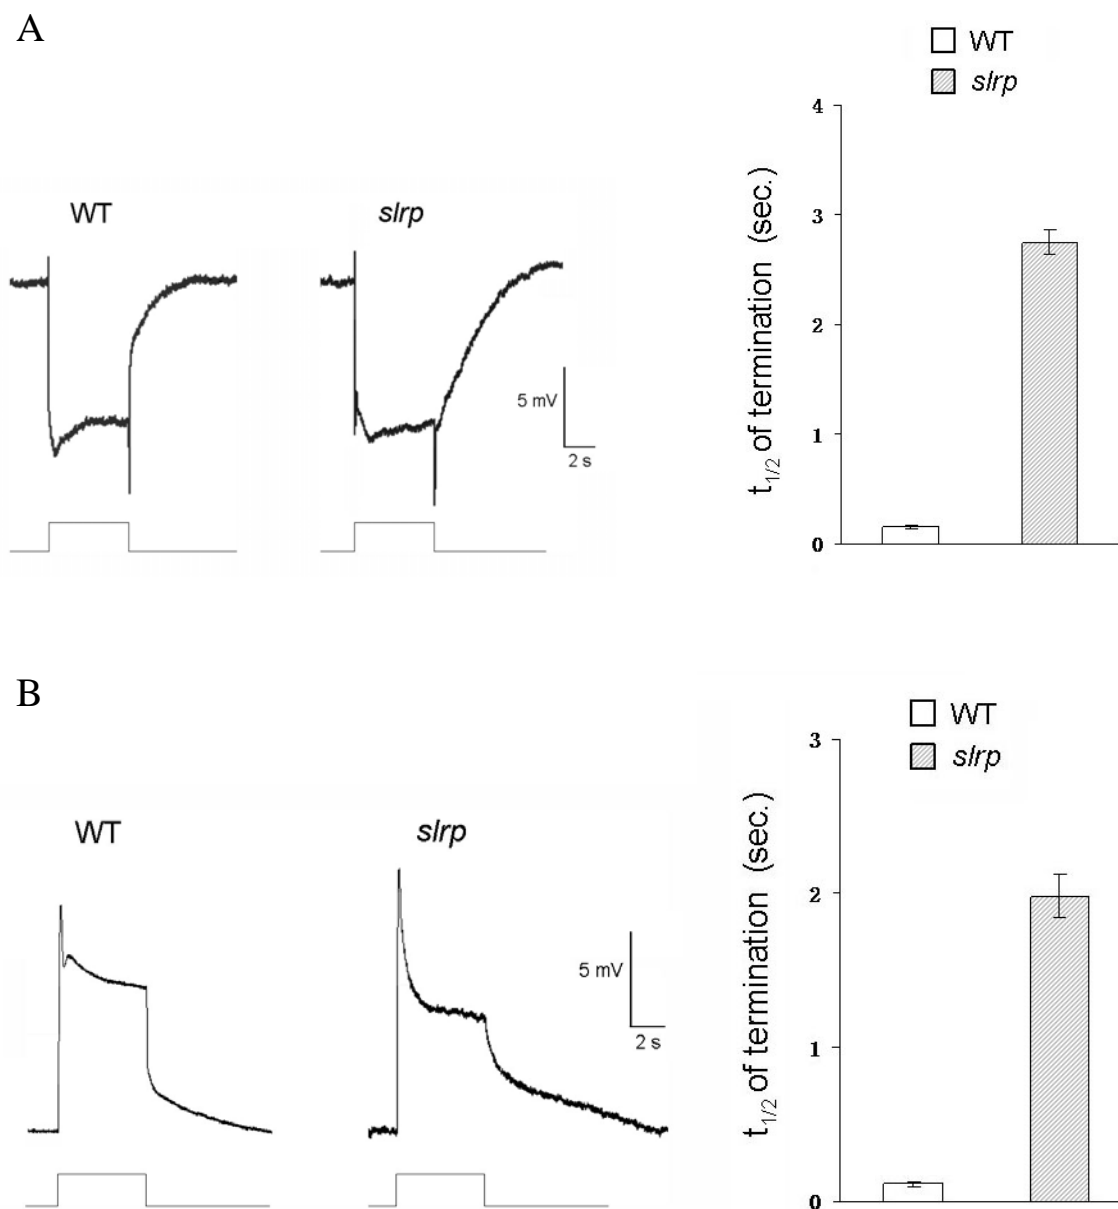 A
WT
slrp
5 mV
2 s
WT
slrp
t1/2 of termination (sec.)
4
3
2
1
0
B
WT
slrp
5 mV
2 s
WT
slrp
t1/2 of termination (sec.)
3
2
1
0